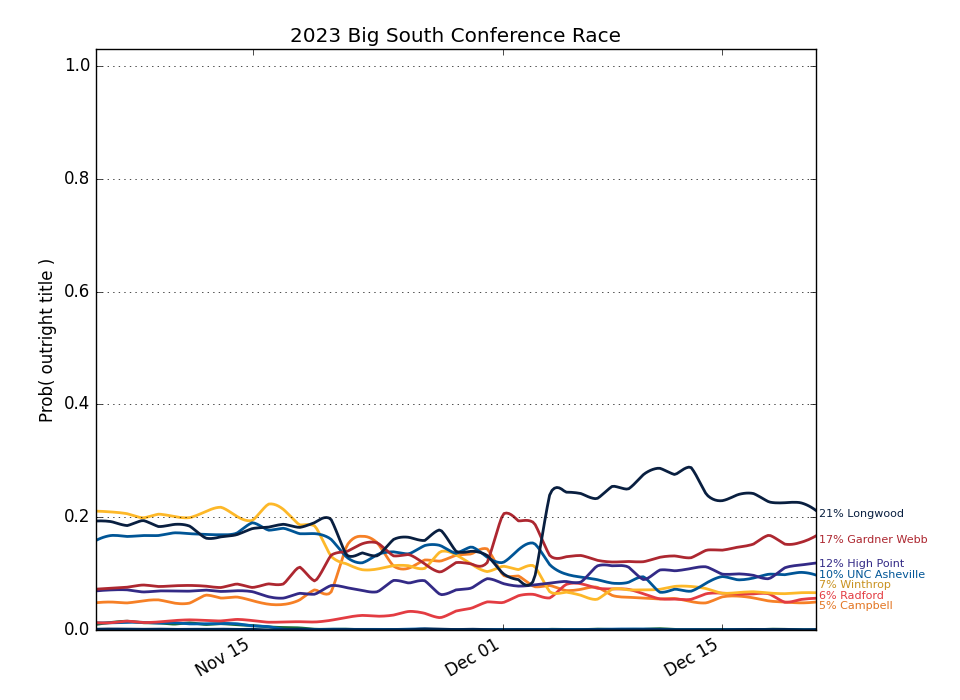 2023 Big South Conference Race
Prob( outright title )
1.0
0.8
0.6
0.4
0.2
0.0
Nov 15
Dec 01
Dec 15
21% Longwood
17% Gardner Webb
12% High Point
10% UNC Asheville
7% Winthrop
6% Radford
5% Campbell